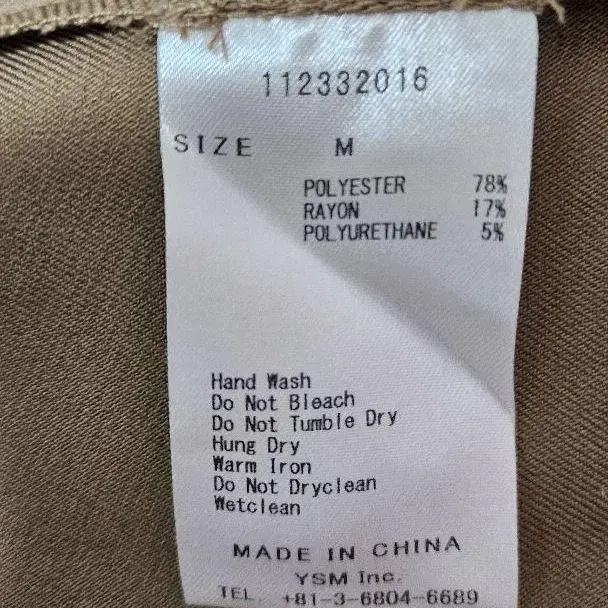 112332016
SIZE M
POLYESTER 78%
RAYON 17%
POLYURETHANE 5%
Hand Wash
Do Not Bleach
Do Not Tumble Dry
Hung Dry
Warm Iron
Do Not Dryclean
Wetclean
MADE IN CHINA
YSM Inc.
TEL. +81-3-6804-6689